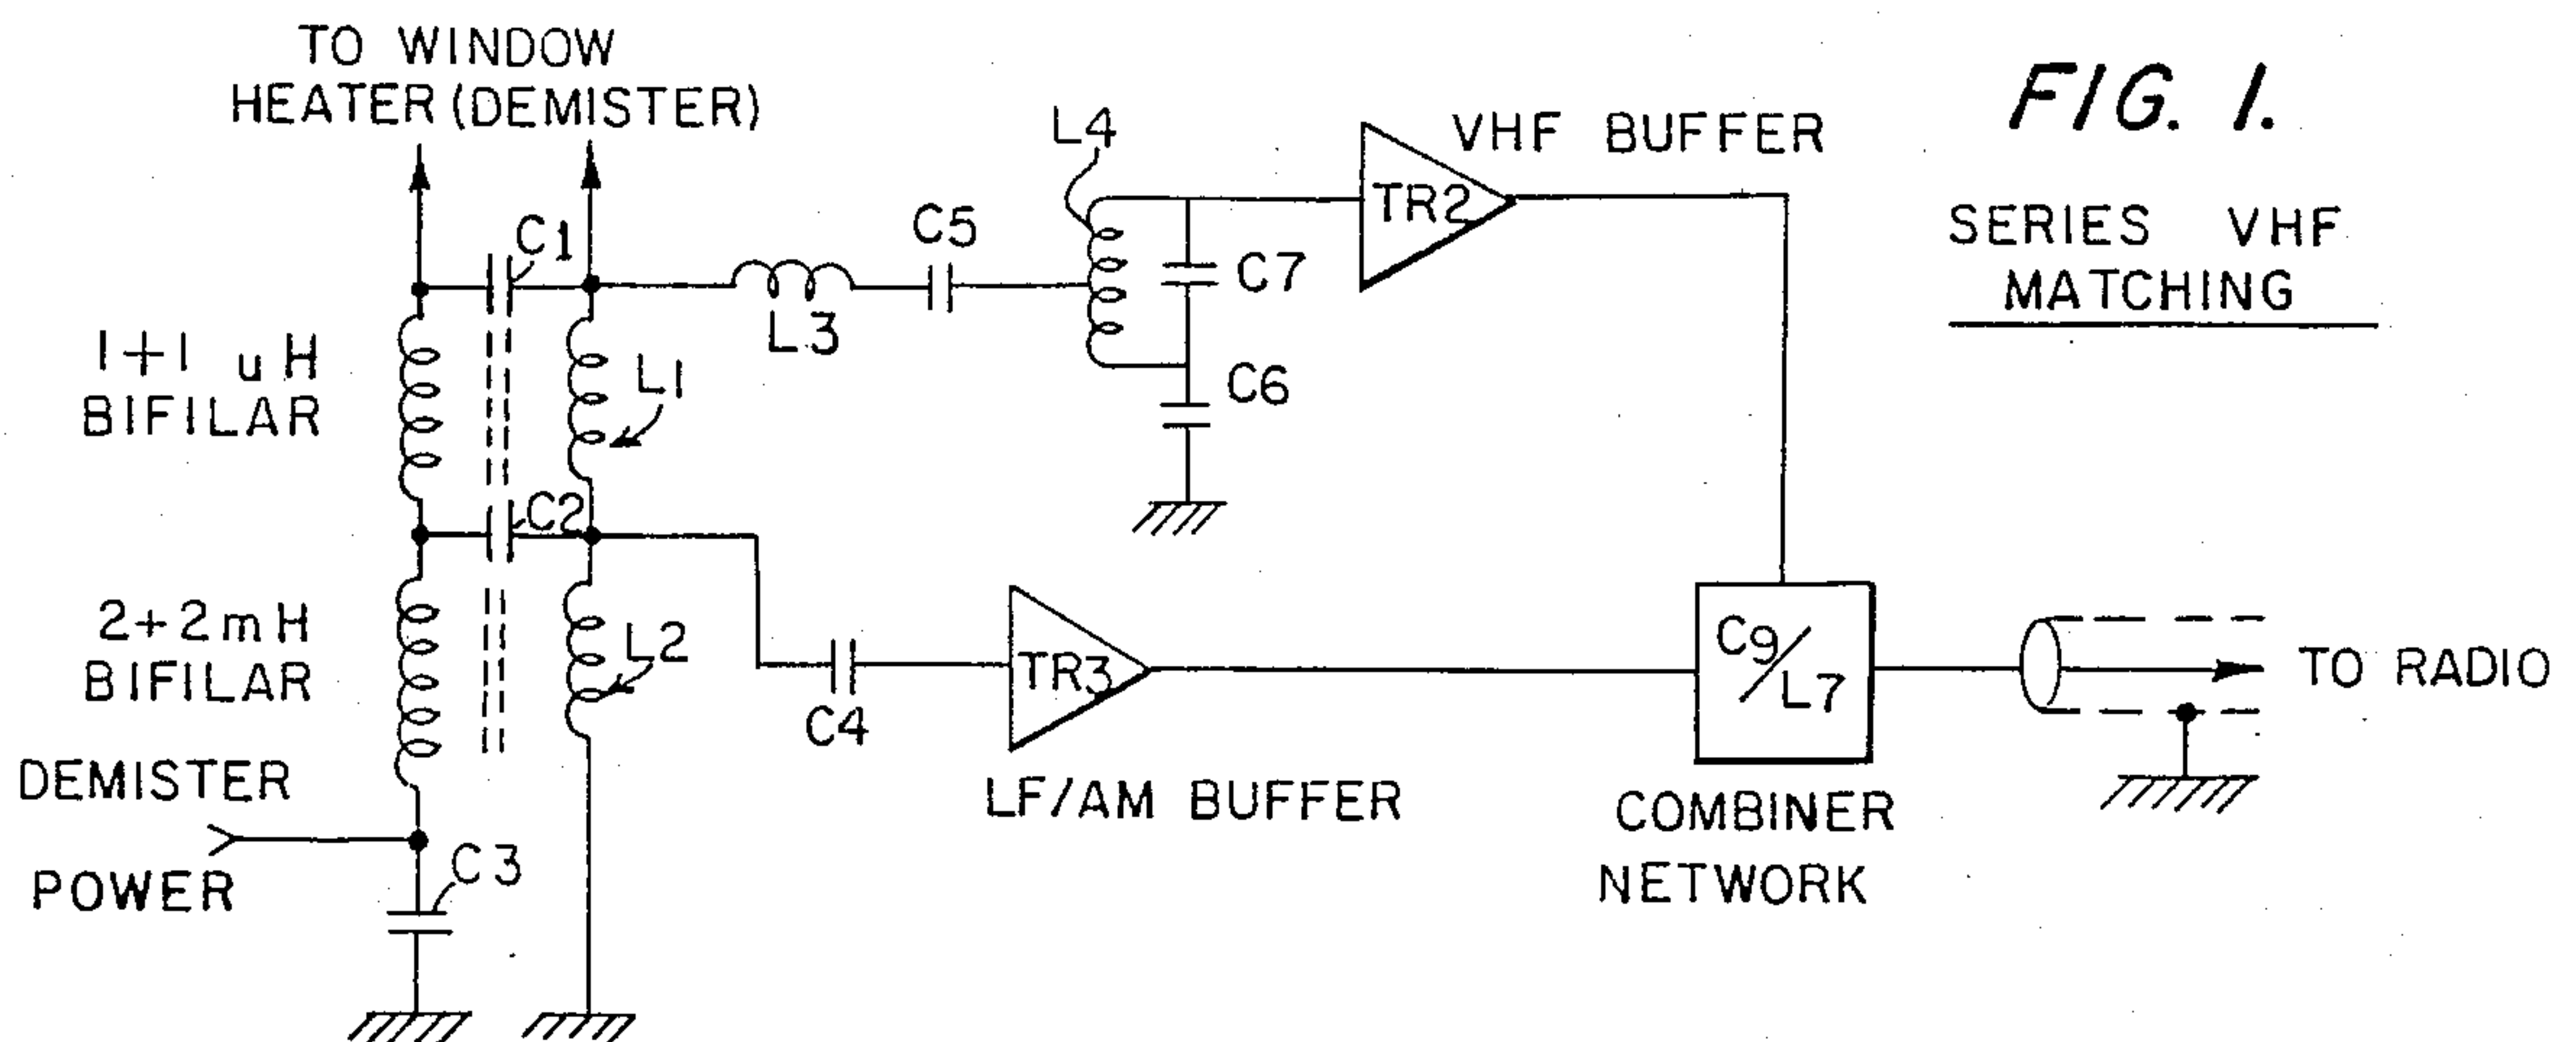 TO WINDOW
HEATER (DEMISTER)
FIG. 1.
SERIES VHF
MATCHING
VHF BUFFER
L4
TR2
C1
C5
L3
C7
C6
1+1 uH
BIFILAR
L1
C2
2+2mH
BIFILAR
L2
C4
TR3
LF/AM BUFFER
C9/L7
COMBINER
NETWORK
TO RADIO
DEMISTER
POWER
C3